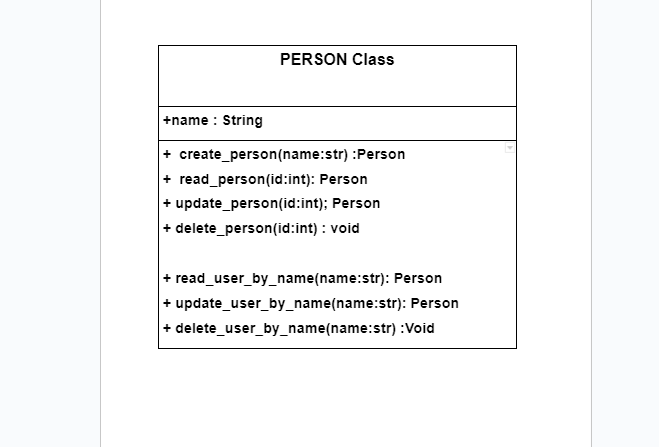 PERSON Class
+name : String
+ create_person(name:str) :Person
+ read_person(id:int): Person
+ update_person(id:int); Person
+ delete_person(id:int) : void
+ read_user_by_name(name:str): Person
+ update_user_by_name(name:str): Person
+ delete_user_by_name(name:str) :Void